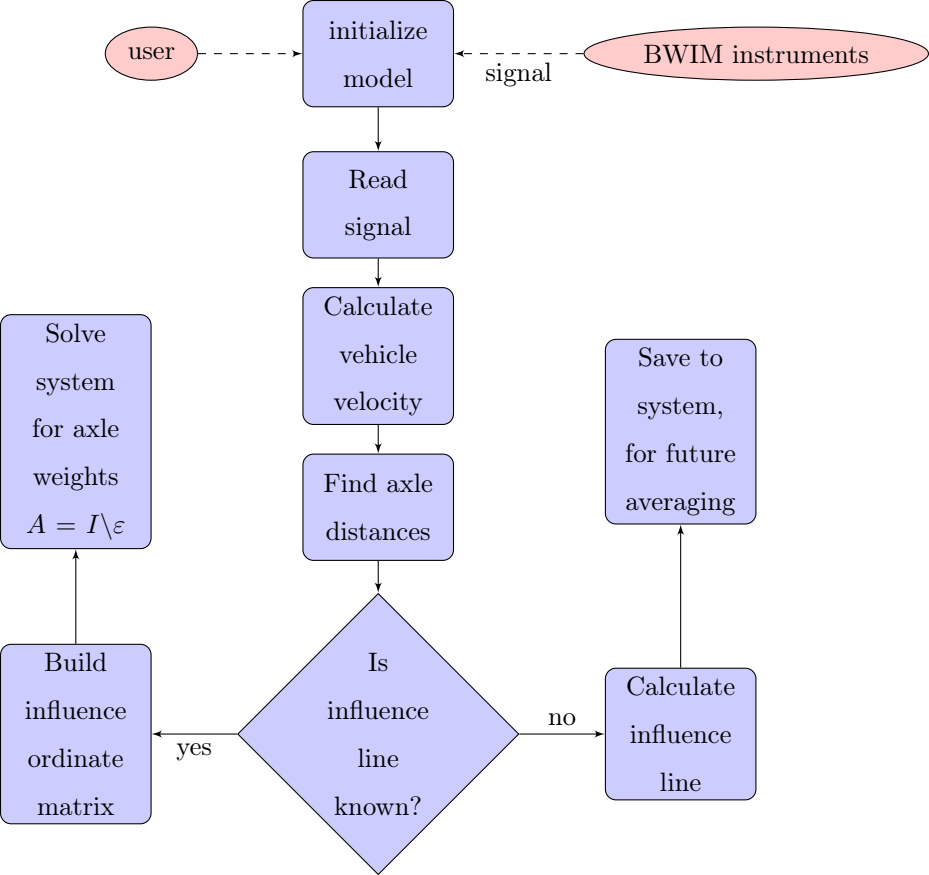 user
initialize
model
BWIM instruments
signal
Read
signal
Calculate
vehicle
velocity
Find axle
distances
Is
influence
line
known?
yes
Build
influence
ordinate
matrix
Solve
system
for axle
weights
A = I\ε
no
Calculate
influence
line
Save to
system,
for future
averaging